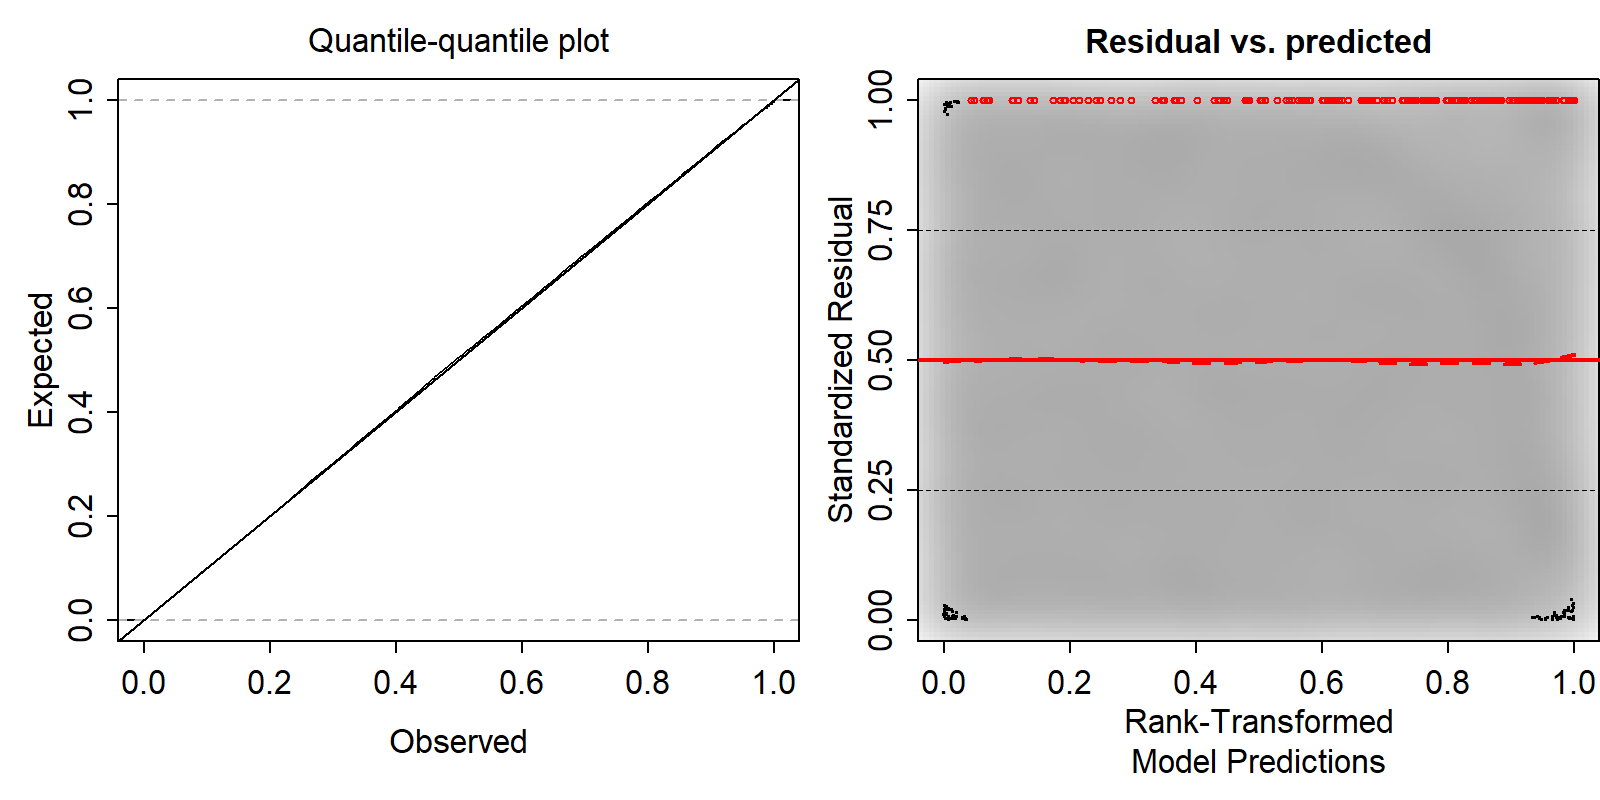 Quantile-quantile plot
Expected
0.0 0.2 0.4 0.6 0.8 1.0
0.0 0.2 0.4 0.6 0.8 1.0
Observed
Residual vs. predicted
Standardized Residual
0.00 0.25 0.50 0.75 1.00
0.0 0.2 0.4 0.6 0.8 1.0
Rank-Transformed
Model Predictions